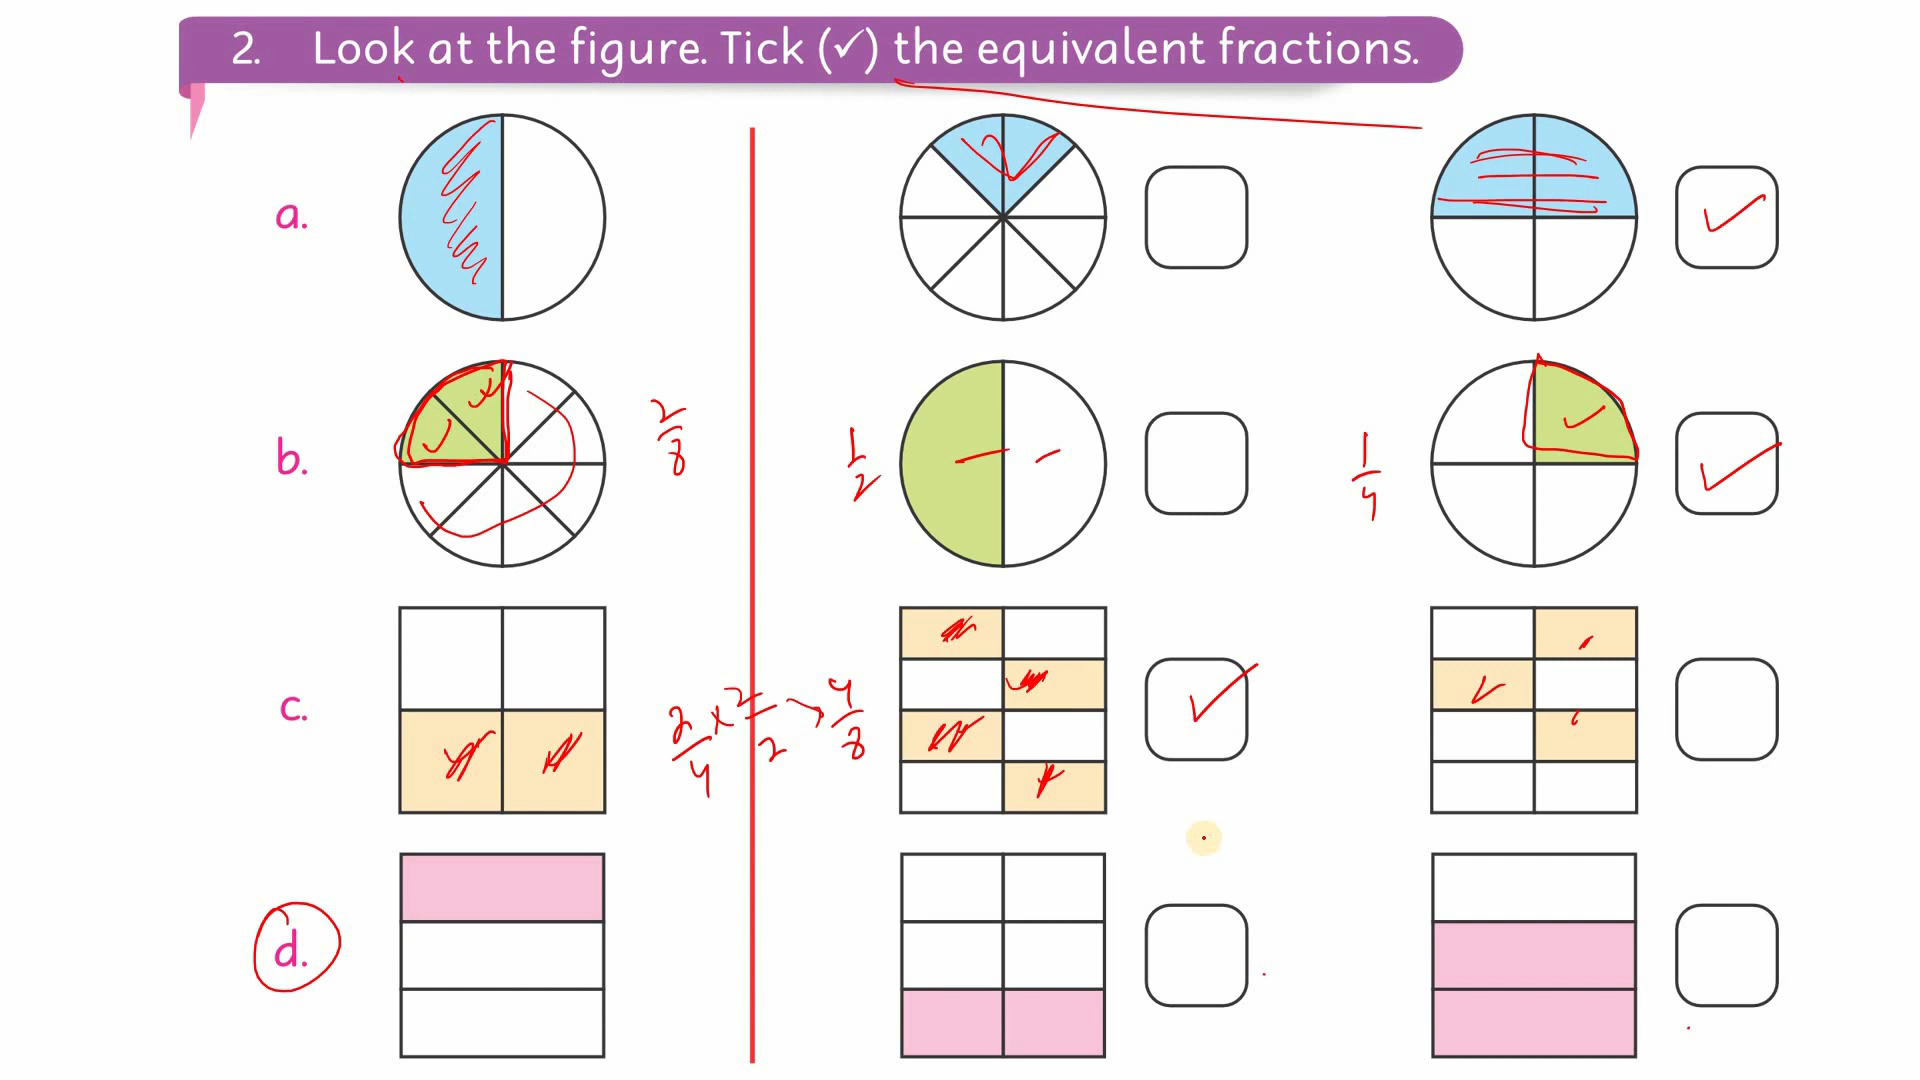 2. Look at the figure. Tick (✓) the equivalent fractions.
a.
b.
2/8
1/2
1/4
c.
2/4 × 2/2 → 4/8
d.